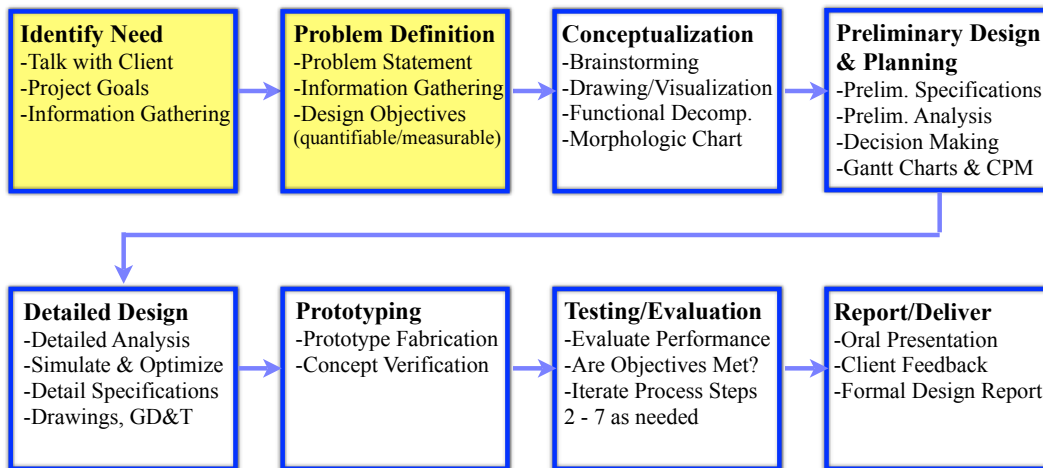 Identify Need
-Talk with Client
-Project Goals
-Information Gathering
Problem Definition
-Problem Statement
-Information Gathering
-Design Objectives
(quantifiable/measurable)
Conceptualization
-Brainstorming
-Drawing/Visualization
-Functional Decomp.
-Morphologic Chart
Preliminary Design
& Planning
-Prelim. Specifications
-Prelim. Analysis
-Decision Making
-Gantt Charts & CPM
Detailed Design
-Detailed Analysis
-Simulate & Optimize
-Detail Specifications
-Drawings, GD&T
Prototyping
-Prototype Fabrication
-Concept Verification
Testing/Evaluation
-Evaluate Performance
-Are Objectives Met?
-Iterate Process Steps
2 - 7 as needed
Report/Deliver
-Oral Presentation
-Client Feedback
-Formal Design Report